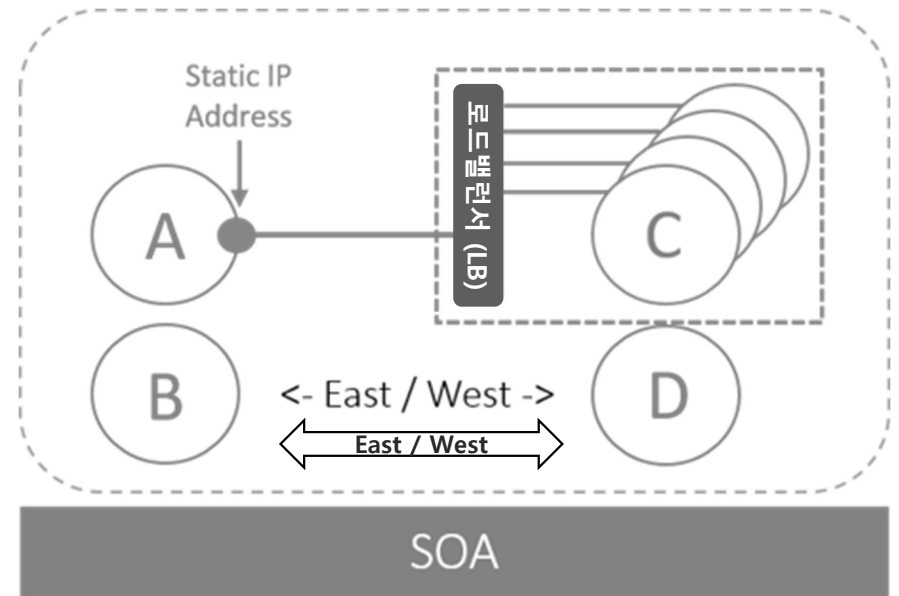 Static IP
Address
로드밸런서 (LB)
A
C
B
<- East / West ->
D
East / West
SOA